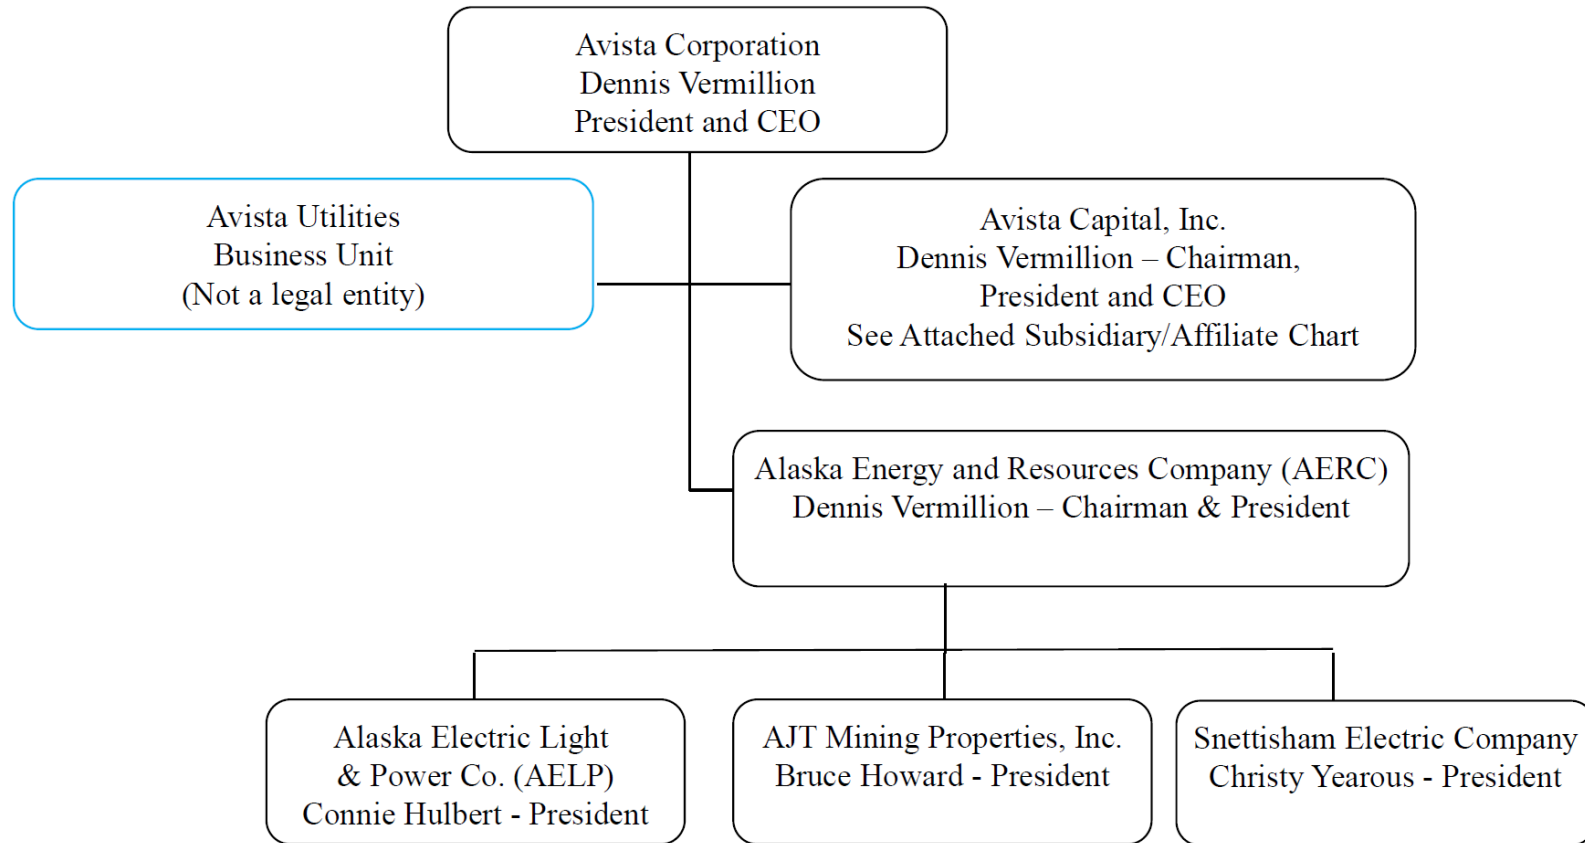 Avista Corporation
Dennis Vermillion
President and CEO
Avista Utilities
Business Unit
(Not a legal entity)
Avista Capital, Inc.
Dennis Vermillion – Chairman,
President and CEO
See Attached Subsidiary/Affiliate Chart
Alaska Energy and Resources Company (AERC)
Dennis Vermillion – Chairman & President
Alaska Electric Light
& Power Co. (AELP)
Connie Hulbert - President
AJT Mining Properties, Inc.
Bruce Howard - President
Snettisham Electric Company
Christy Yearous - President